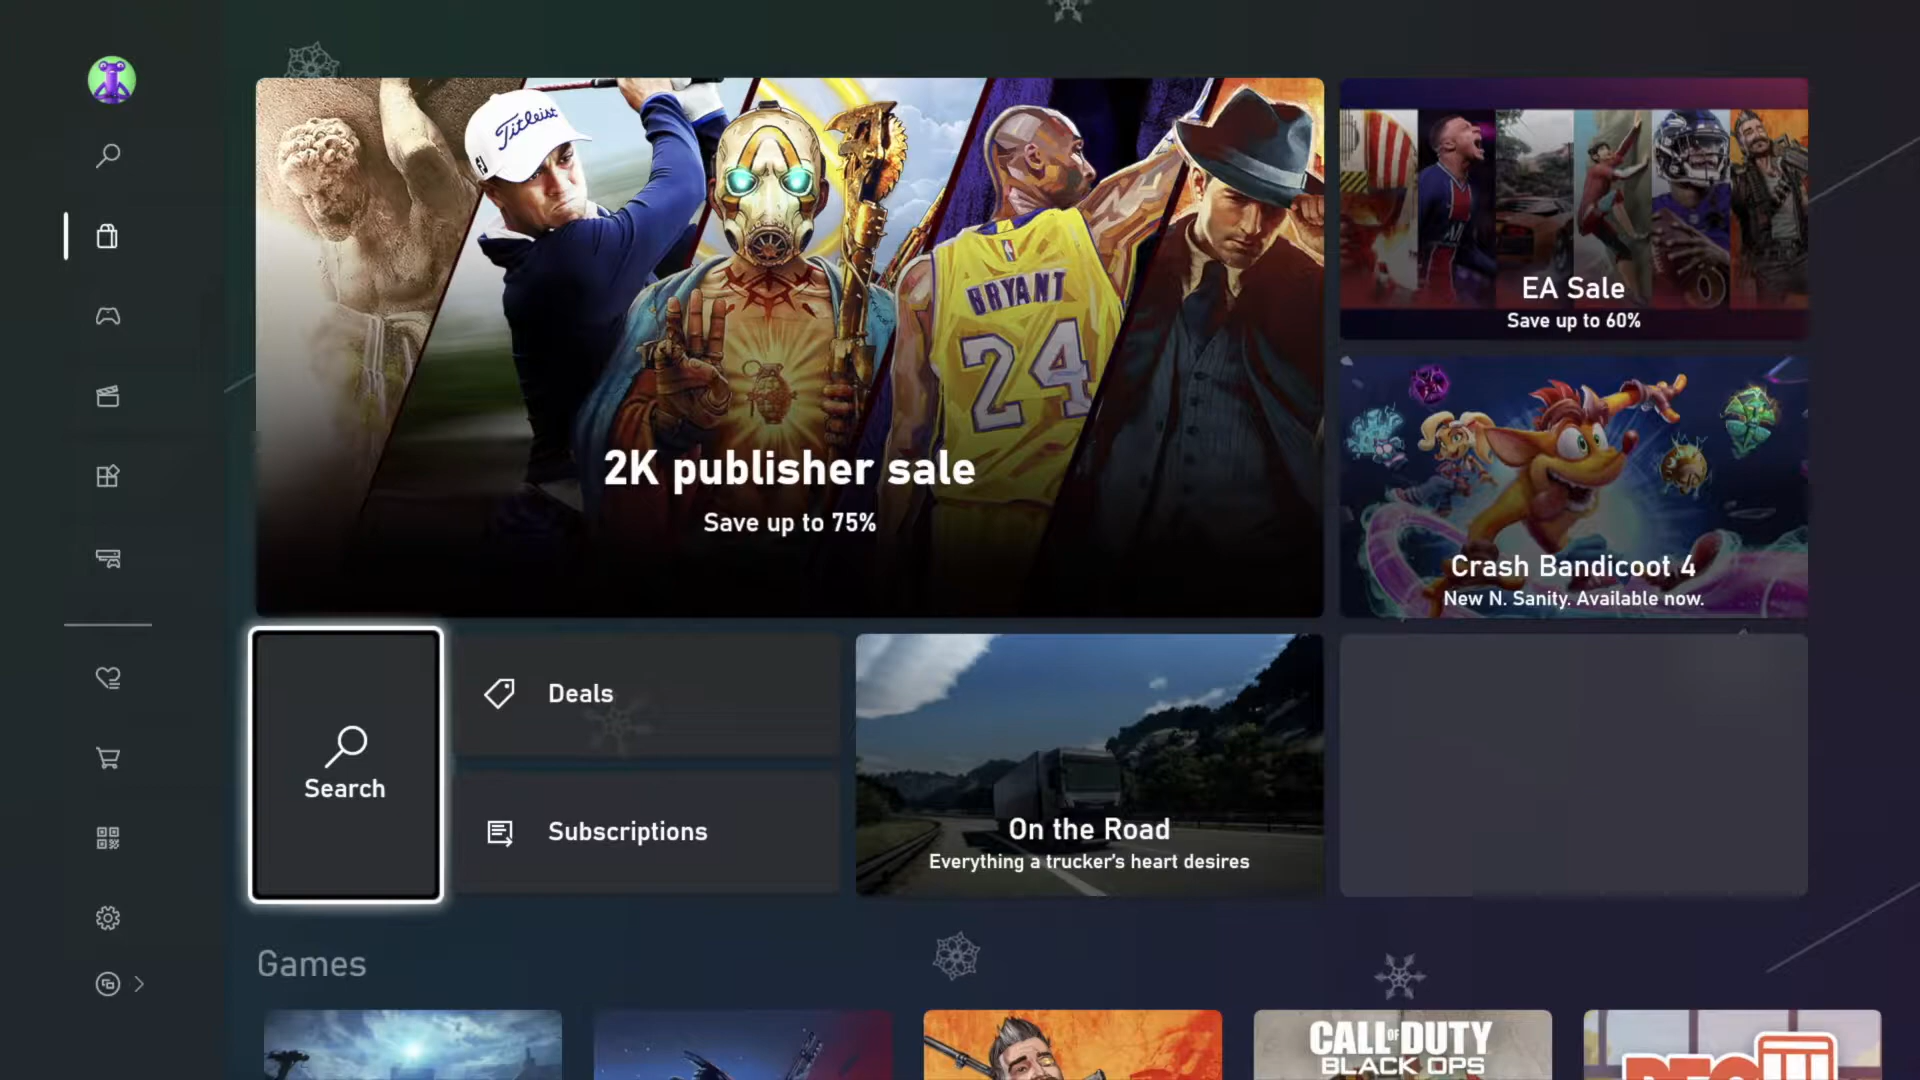 Titleist
BRYANT
24
2K publisher sale
Save up to 75%
EA Sale
Save up to 60%
Crash Bandicoot 4
New N. Sanity. Available now.
Search
Deals
Subscriptions
On the Road
Everything a trucker's heart desires
Games
CALL OF DUTY
BLACK OPS